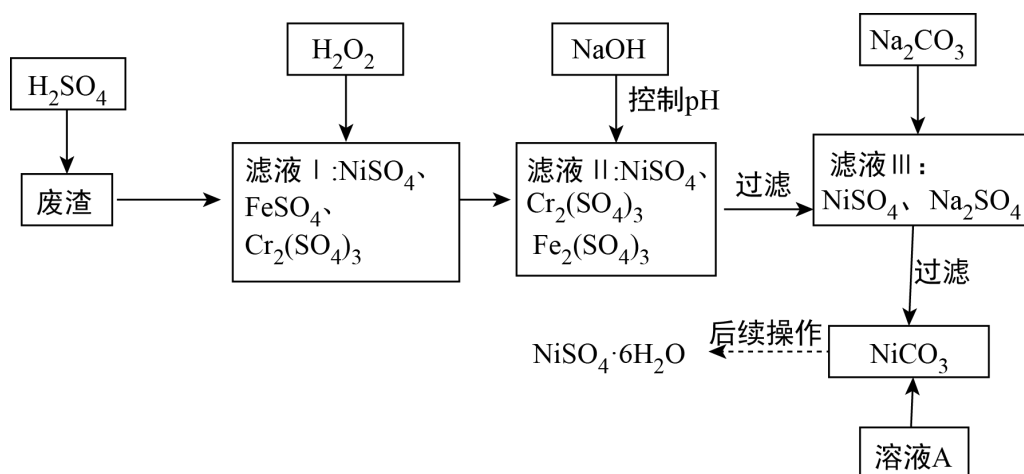 H₂SO₄
H₂O₂
NaOH
Na₂CO₃
控制pH
废渣
滤液Ⅰ:NiSO₄、
FeSO₄、
Cr₂(SO₄)₃
滤液Ⅱ:NiSO₄、
Cr₂(SO₄)₃
Fe₂(SO₄)₃
过滤
滤液Ⅲ：
NiSO₄、Na₂SO₄
过滤
NiSO₄·6H₂O
后续操作
NiCO₃
溶液A